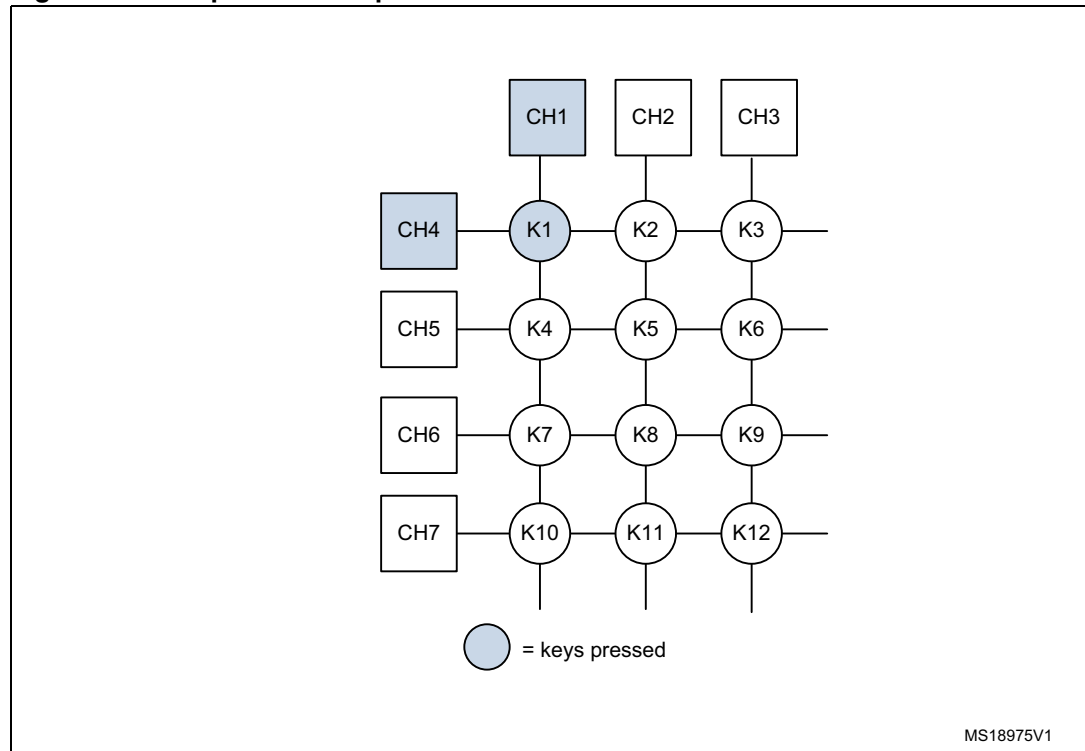 CH1 CH2 CH3
CH4 K1 K2 K3
CH5 K4 K5 K6
CH6 K7 K8 K9
CH7 K10 K11 K12
= keys pressed
MS18975V1